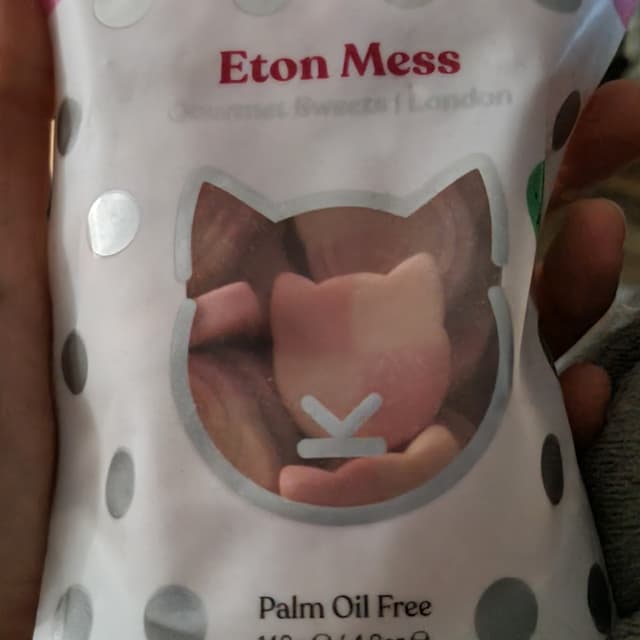 Eton Mess
Gourmet Sweets | London
Palm Oil Free